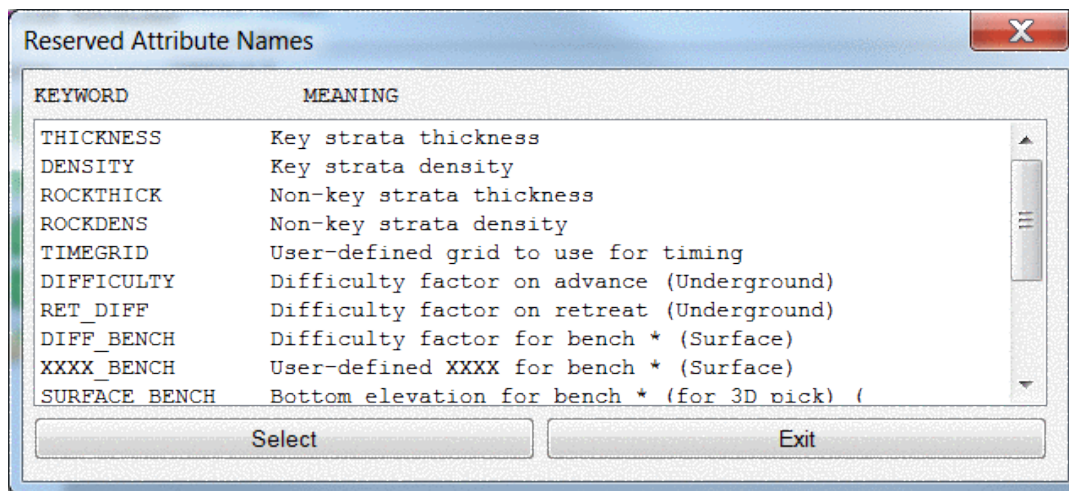 Reserved Attribute Names
KEYWORD MEANING
THICKNESS Key strata thickness
DENSITY Key strata density
ROCKTHICK Non-key strata thickness
ROCKDENS Non-key strata density
TIMEGRID User-defined grid to use for timing
DIFFICULTY Difficulty factor on advance (Underground)
RET_DIFF Difficulty factor on retreat (Underground)
DIFF_BENCH Difficulty factor for bench * (Surface)
XXXX_BENCH User-defined XXXX for bench * (Surface)
SURFACE_BENCH Bottom elevation for bench * (for 3D pick) (
Select Exit